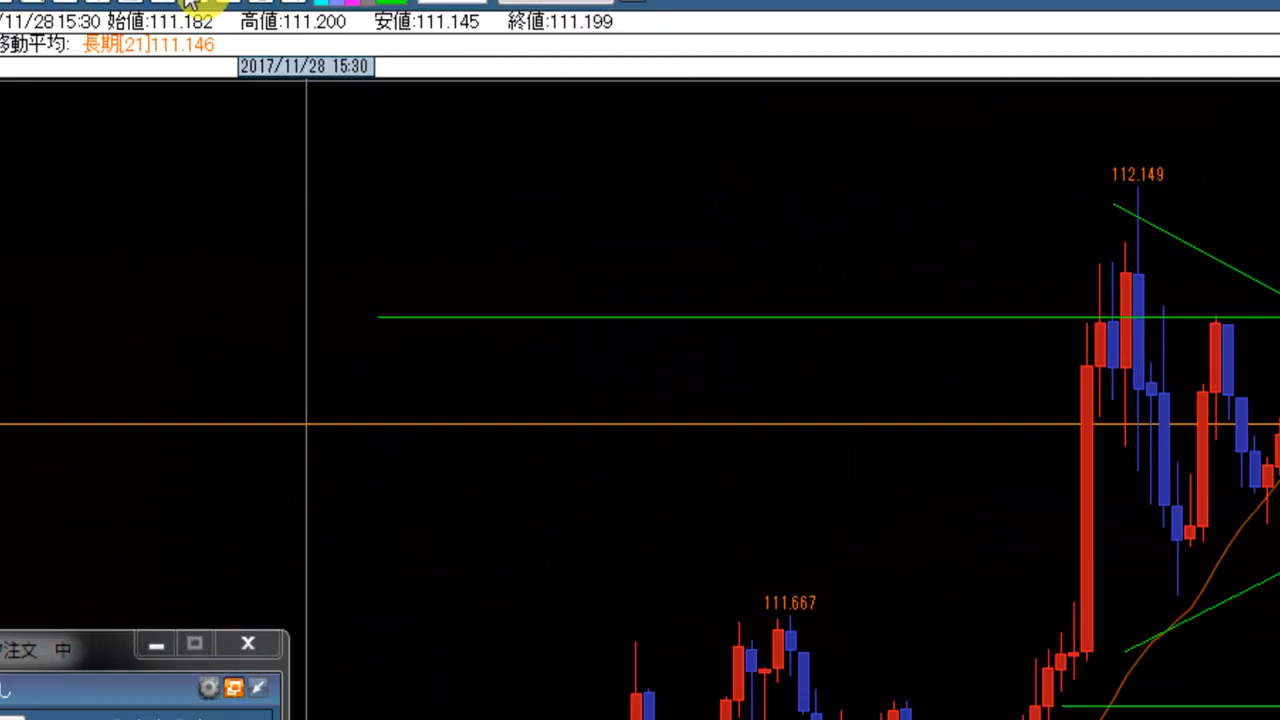 /11/28 15:30 始値:111.182 高値:111.200 安値:111.145 終値:111.199
移動平均: 長期[21]111.146
2017/11/28 15:30
112.149
111.667
注文 中
し